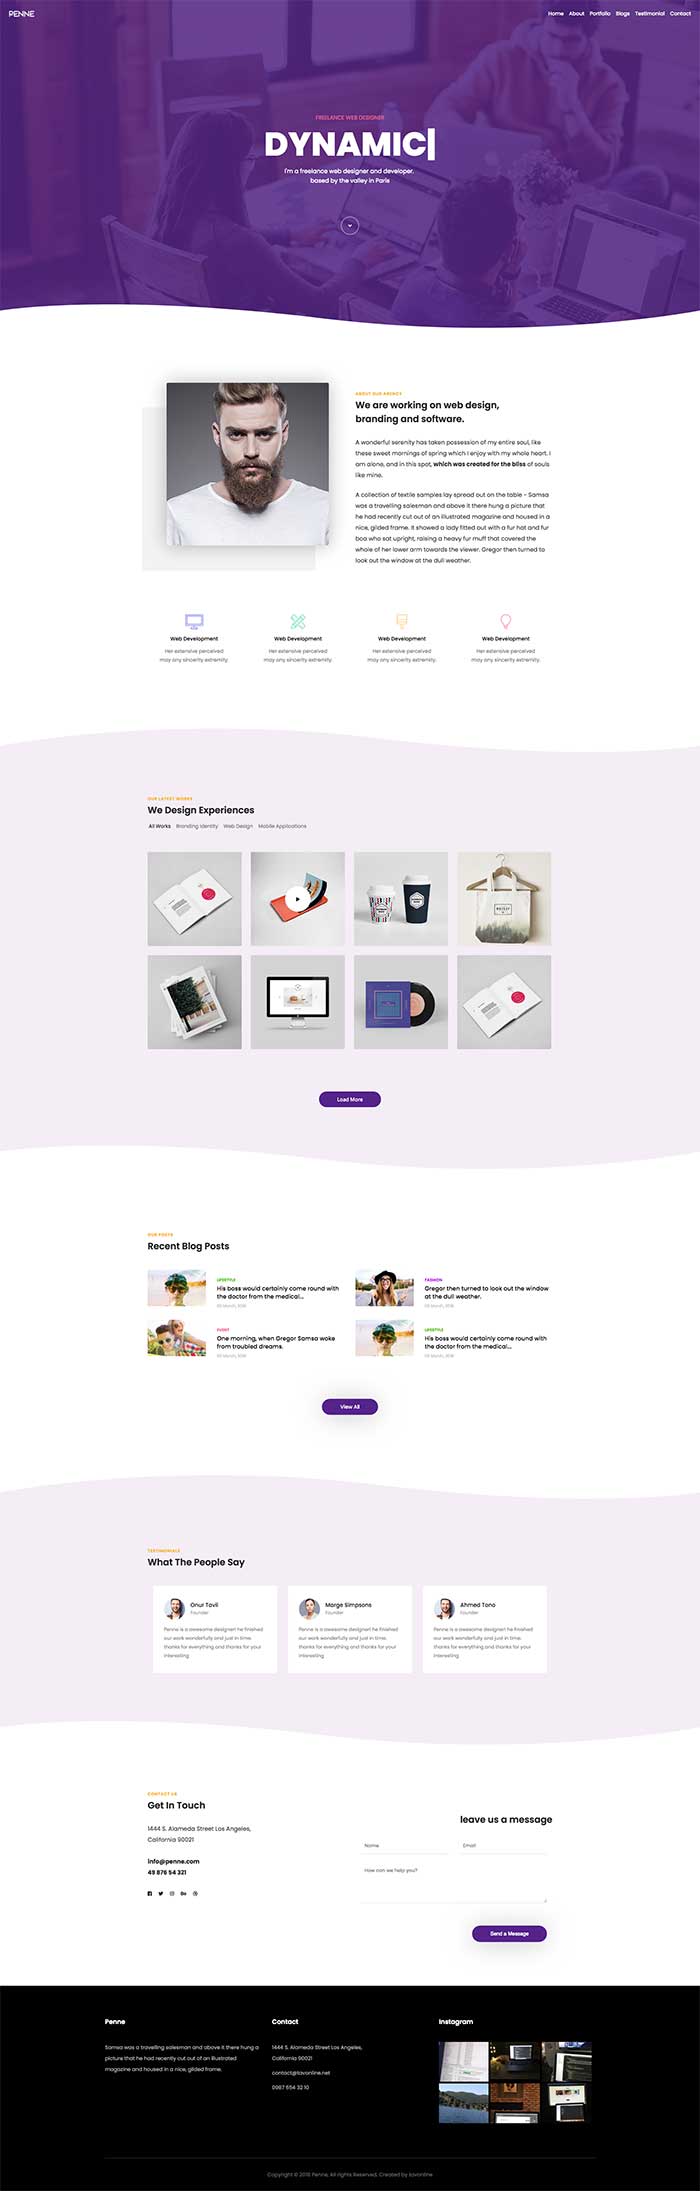 PENNE
Home About Portfolio Blogs Testimonial Contact
FREELANCE WEB DESIGNER
DYNAMIC|
I'm a freelance web designer and developer.
based by the valley in Paris
ABOUT OUR AGENCY
We are working on web design,
branding and software.
A wonderful serenity has taken possession of my entire soul, like
these sweet mornings of spring which I enjoy with my whole heart. I
am alone, and in this spot, which was created for the bliss of souls
like mine.
A collection of textile samples lay spread out on the table - Samsa
was a travelling salesman and above it there hung a picture that
he had recently cut out of an illustrated magazine and housed in a
nice, gilded frame. It showed a lady fitted out with a fur hat and fur
boa who sat upright, raising a heavy fur muff that covered the
whole of her lower arm towards the viewer. Gregor then turned to
look out the window at the dull weather.
Web Development
Her extensive perceived
may any sincerity extremity.
Web Development
Her extensive perceived
may any sincerity extremity.
Web Development
Her extensive perceived
may any sincerity extremity.
Web Development
Her extensive perceived
may any sincerity extremity.
OUR LATEST WORKS
We Design Experiences
All Works Branding Identity Web Design Mobile Applications
Load More
OUR POSTS
Recent Blog Posts
LIFESTYLE
His boss would certainly come round with
the doctor from the medical...
05 March, 2018
FASHION
Gregor then turned to look out the window
at the dull weather.
05 March, 2018
EVENT
One morning, when Gregor Samsa woke
from troubled dreams.
05 March, 2018
LIFESTYLE
His boss would certainly come round with
the doctor from the medical...
05 March, 2018
View All
TESTIMONIALS
What The People Say
Onur Tavli
Founder
Penne is a awesome designer! he finished
our work wonderfully and just in time.
thanks for everything and thanks for your
interesting
Marge Simpsons
Founder
Penne is a awesome designer! he finished
our work wonderfully and just in time.
thanks for everything and thanks for your
interesting
Ahmed Tano
Founder
Penne is a awesome designer! he finished
our work wonderfully and just in time.
thanks for everything and thanks for your
interesting
CONTACT US
Get In Touch
1444 S. Alameda Street Los Angeles,
California 90021
info@penne.com
49 876 54 321
leave us a message
Name
Email
How can we help you?
Send a Message
Penne
Samsa was a travelling salesman and above it there hung a
picture that he had recently cut out of an illustrated
magazine and housed in a nice, gilded frame.
Contact
1444 S. Alameda Street Los Angeles,
California 90021
contact@tavonline.net
0987 654 32 10
Instagram
Copyright © 2018 Penne, All rights Reserved. Created by tavonline